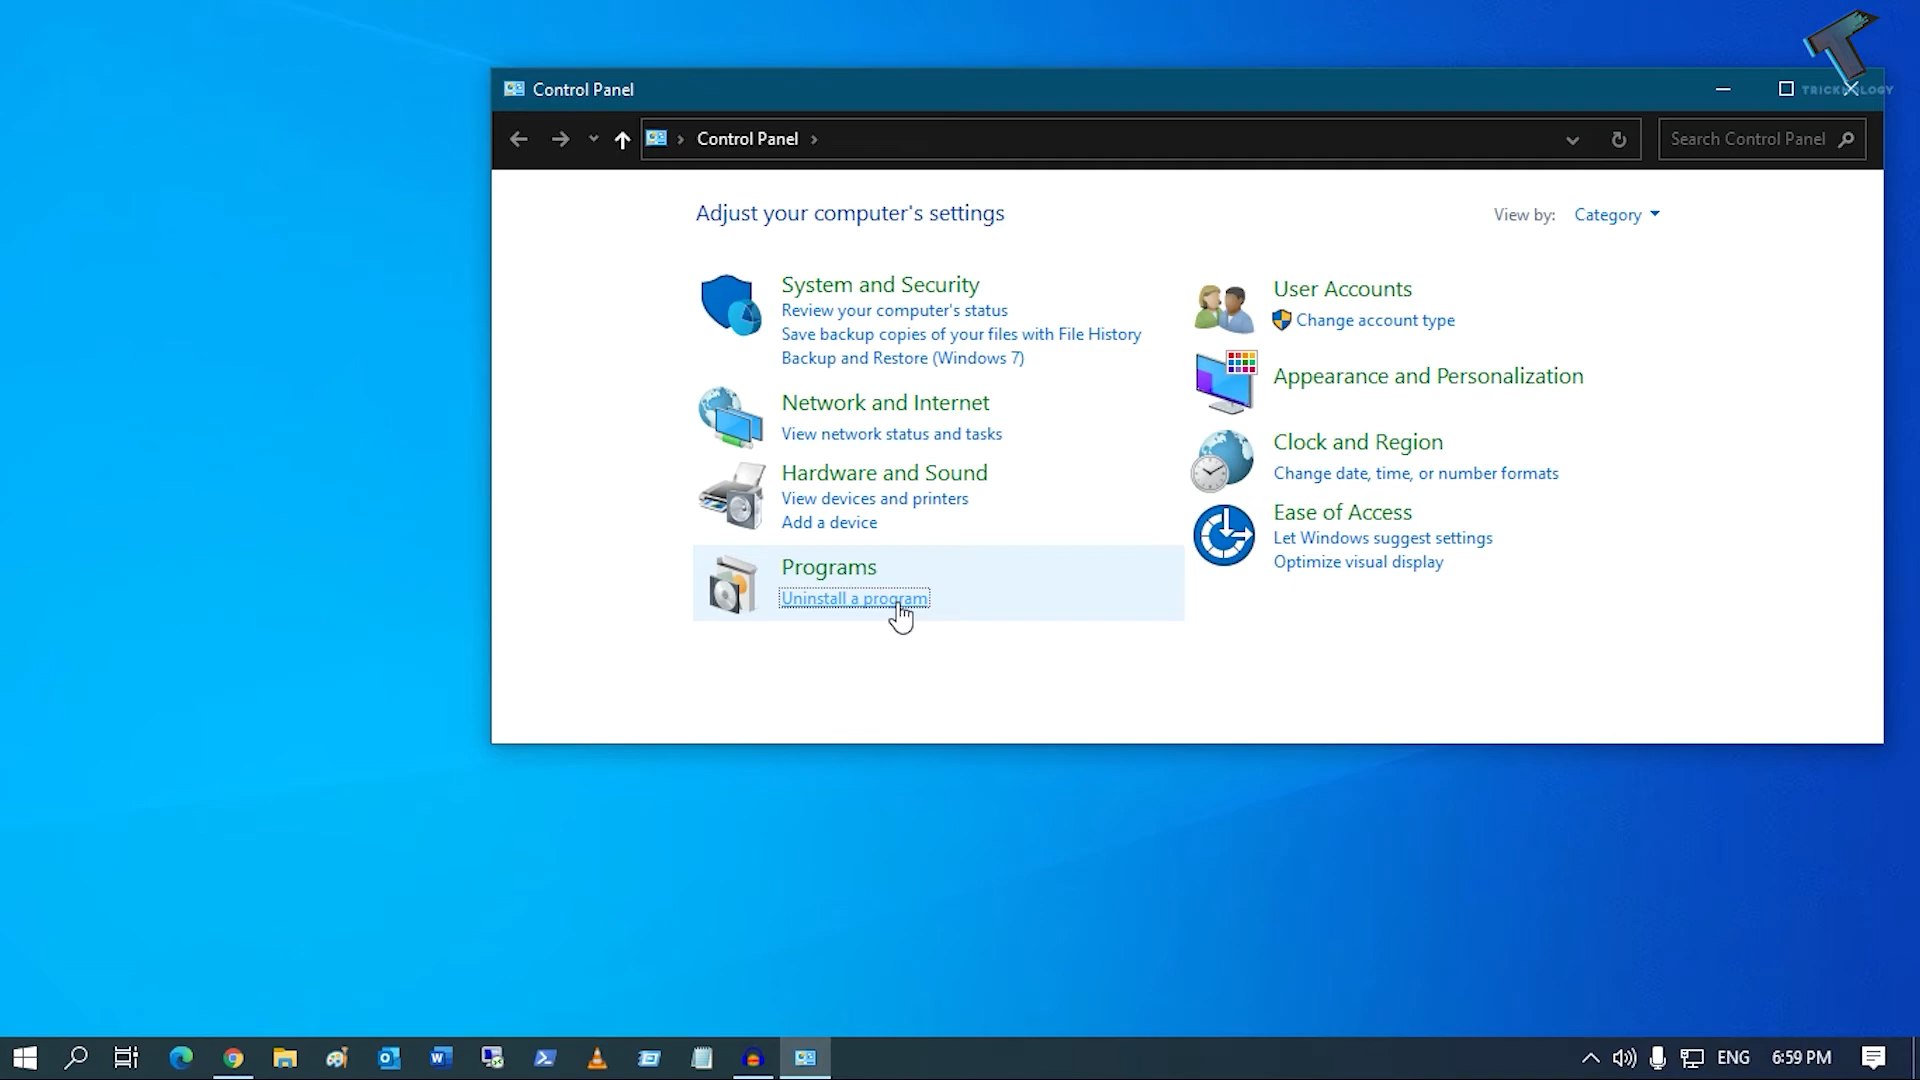 TRICKNOLOGY
Control Panel
Control Panel
Search Control Panel
Adjust your computer's settings
View by: Category
System and Security
Review your computer's status
Save backup copies of your files with File History
Backup and Restore (Windows 7)
Network and Internet
View network status and tasks
Hardware and Sound
View devices and printers
Add a device
Programs
Uninstall a program
User Accounts
Change account type
Appearance and Personalization
Clock and Region
Change date, time, or number formats
Ease of Access
Let Windows suggest settings
Optimize visual display
ENG
6:59 PM